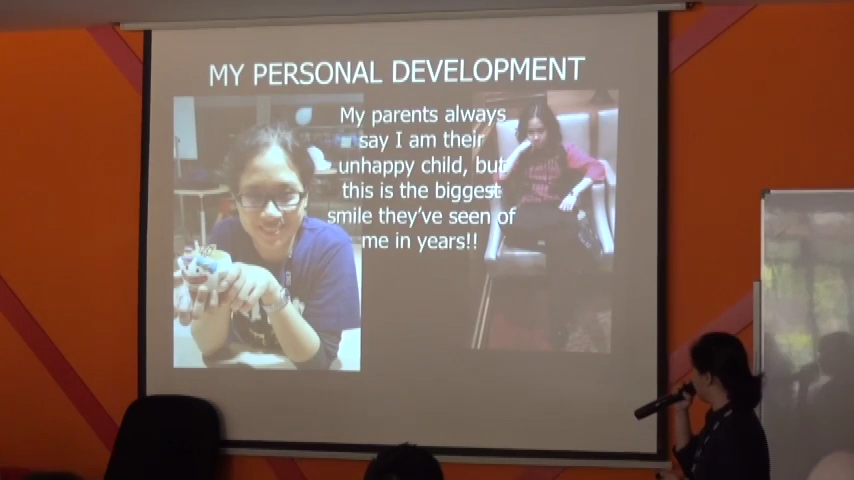 MY PERSONAL DEVELOPMENT
My parents always
say I am their
unhappy child, but
this is the biggest
smile they've seen of
me in years!!